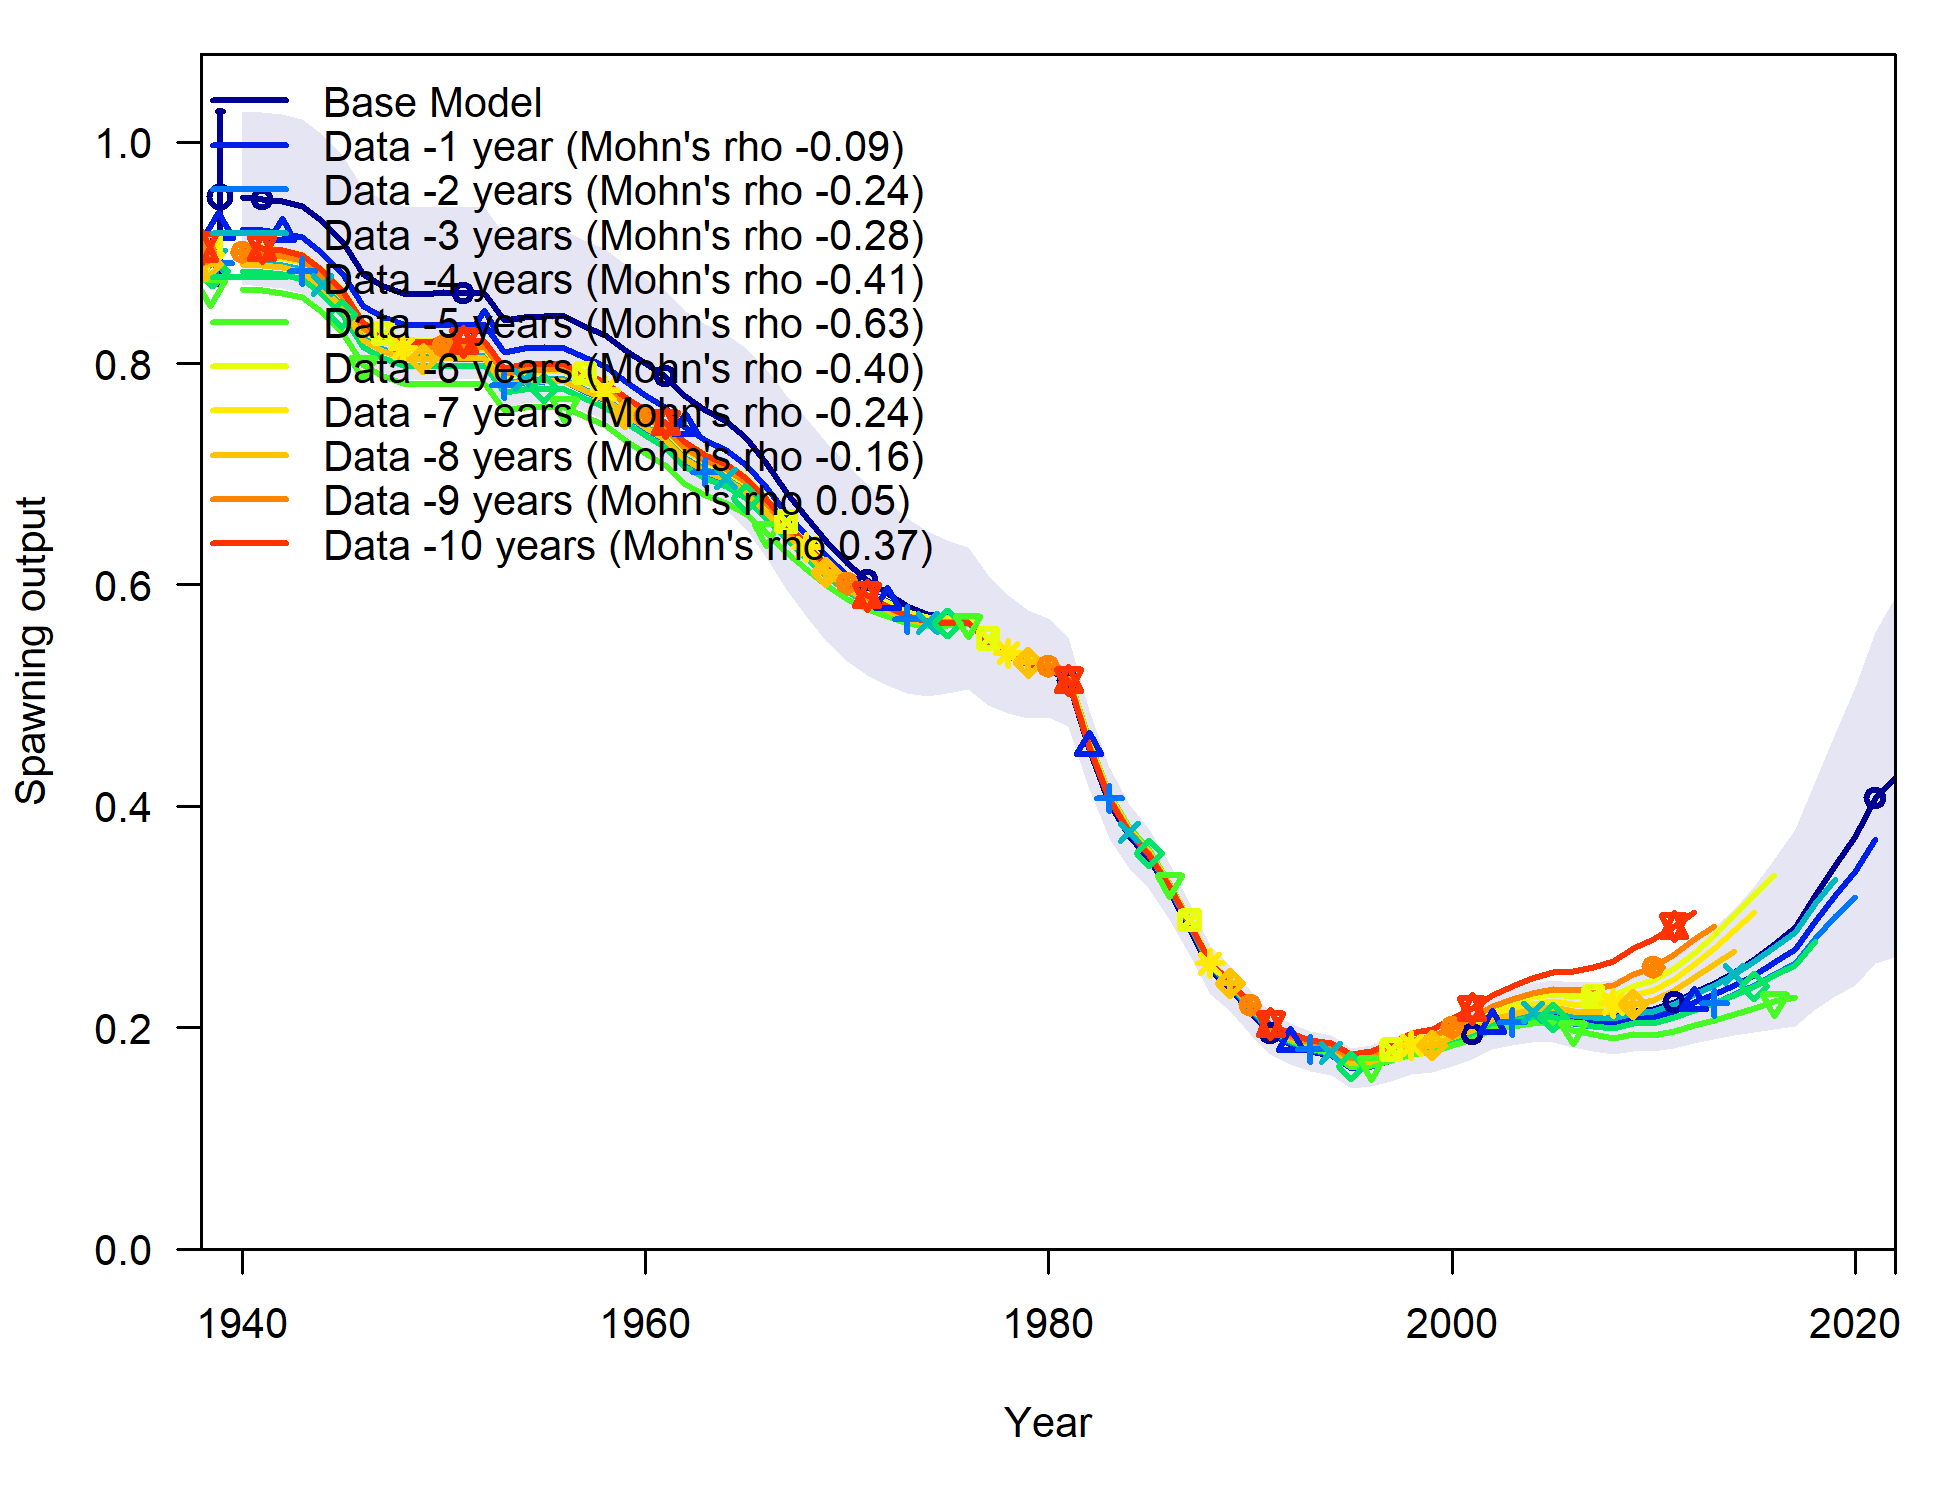 Base Model
Data -1 year (Mohn's rho -0.09)
Data -2 years (Mohn's rho -0.24)
Data -3 years (Mohn's rho -0.28)
Data -4 years (Mohn's rho -0.41)
Data -5 years (Mohn's rho -0.63)
Data -6 years (Mohn's rho -0.40)
Data -7 years (Mohn's rho -0.24)
Data -8 years (Mohn's rho -0.16)
Data -9 years (Mohn's rho 0.05)
Data -10 years (Mohn's rho 0.37)
Spawning output
1.0
0.8
0.6
0.4
0.2
0.0
1940 1960 1980 2000 2020
Year